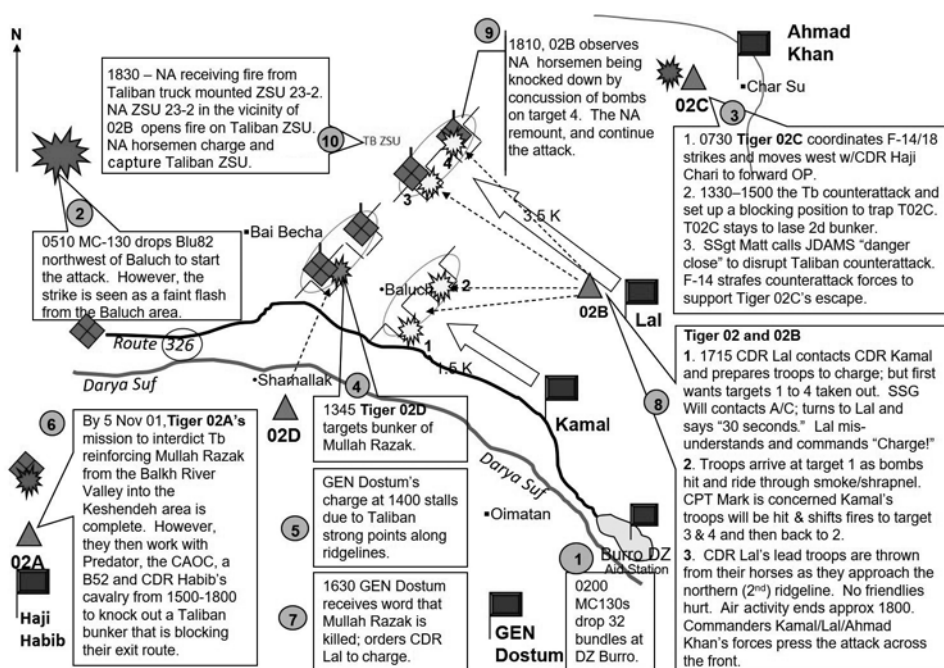 N
1830 – NA receiving fire from
Taliban truck mounted ZSU 23-2.
NA ZSU 23-2 in the vicinity of
02B opens fire on Taliban ZSU.
NA horsemen charge and
capture Taliban ZSU.
10
TB ZSU
9
1810, 02B observes
NA horsemen being
knocked down by
concussion of bombs
on target 4. The NA
remount, and continue
the attack.
Ahmad
Khan
•Char Su
02C
3
1. 0730 Tiger 02C coordinates F-14/18
strikes and moves west w/CDR Haji
Chari to forward OP.
2. 1330–1500 the Tb counterattack and
set up a blocking position to trap T02C.
T02C stays to lase 2d bunker.
3. SSgt Matt calls JDAMS “danger
close” to disrupt Taliban counterattack.
F-14 strafes counterattack forces to
support Tiger 02C’s escape.
2
0510 MC-130 drops Blu82
northwest of Baluch to start
the attack. However, the
strike is seen as a faint flash
from the Baluch area.
•Bai Becha
4
3
3.5 K
•Baluch
2
1
1.5 K
02B
Lal
Route 326
Darya Suf
•Shamallak
02D
4
1345 Tiger 02D
targets bunker of
Mullah Razak.
Kamal
Darya Suf
•Oimatan
Burro DZ
Aid Station
8
Tiger 02 and 02B
1. 1715 CDR Lal contacts CDR Kamal
and prepares troops to charge; but first
wants targets 1 to 4 taken out. SSG
Will contacts A/C; turns to Lal and
says “30 seconds.” Lal mis-
understands and commands “Charge!”
2. Troops arrive at target 1 as bombs
hit and ride through smoke/shrapnel.
CPT Mark is concerned Kamal’s
troops will be hit & shifts fires to target
3 & 4 and then back to 2.
3. CDR Lal’s lead troops are thrown
from their horses as they approach the
northern (2nd) ridgeline. No friendlies
hurt. Air activity ends approx 1800.
Commanders Kamal/Lal/Ahmad
Khan’s forces press the attack across
the front.
6
By 5 Nov 01,Tiger 02A’s
mission to interdict Tb
reinforcing Mullah Razak
from the Balkh River
Valley into the
Keshendeh area is
complete. However,
they then work with
Predator, the CAOC, a
B52 and CDR Habib’s
cavalry from 1500-1800
to knock out a Taliban
bunker that is blocking
their exit route.
02A
Haji
Habib
5
GEN Dostum’s
charge at 1400 stalls
due to Taliban
strong points along
ridgelines.
7
1630 GEN Dostum
receives word that
Mullah Razak is
killed; orders CDR
Lal to charge.
GEN
Dostum
1
0200
MC130s
drop 32
bundles at
DZ Burro.